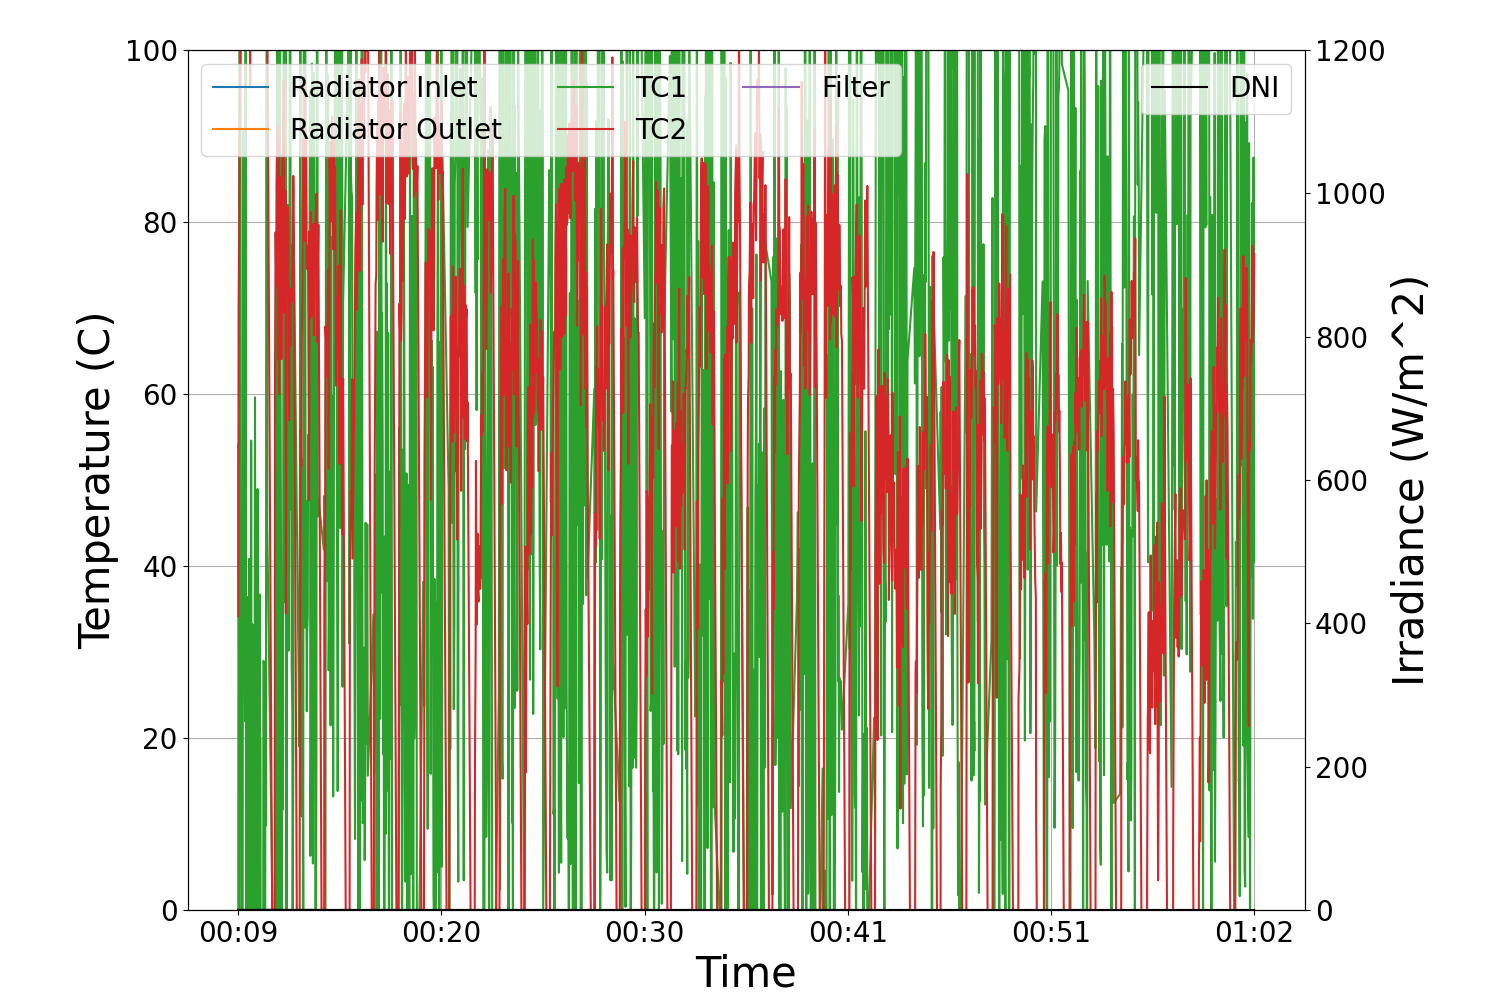 100
80
60
40
20
0
Temperature (C)
Radiator Inlet
Radiator Outlet
TC1
TC2
Filter
DNI
1200
1000
800
600
400
200
0
Irradiance (W/m^2)
00:09
00:20
00:30
00:41
00:51
01:02
Time